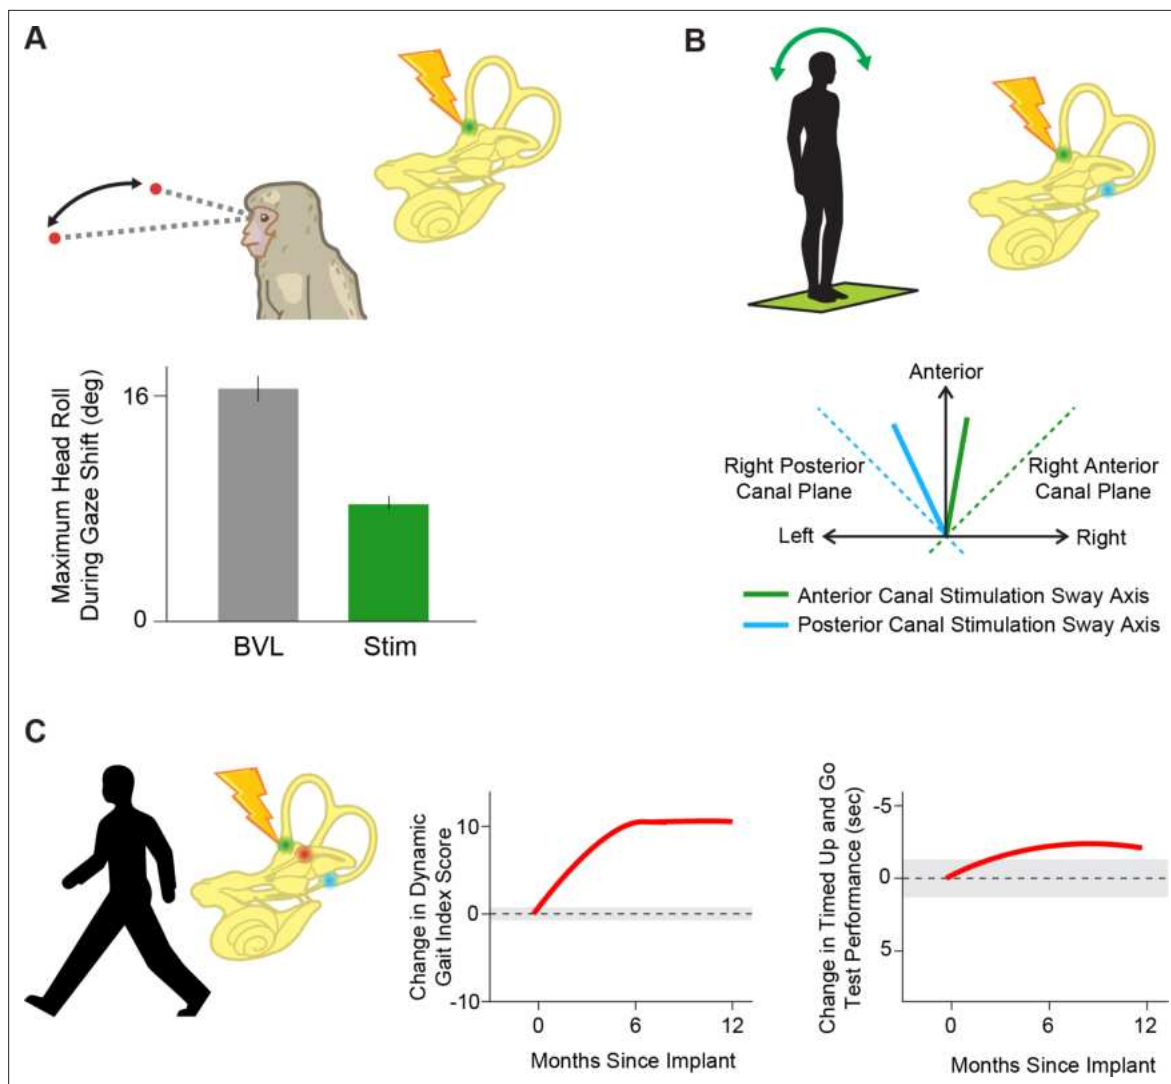 A
B
Maximum Head Roll
During Gaze Shift (deg)
16
0
BVL
Stim
Anterior
Right Posterior
Canal Plane
Right Anterior
Canal Plane
Left
Right
Anterior Canal Stimulation Sway Axis
Posterior Canal Stimulation Sway Axis
C
Change in Dynamic
Gait Index Score
10
0
-10
0
6
12
Months Since Implant
Change in Timed Up and Go
Test Performance (sec)
-5
0
5
0
6
12
Months Since Implant